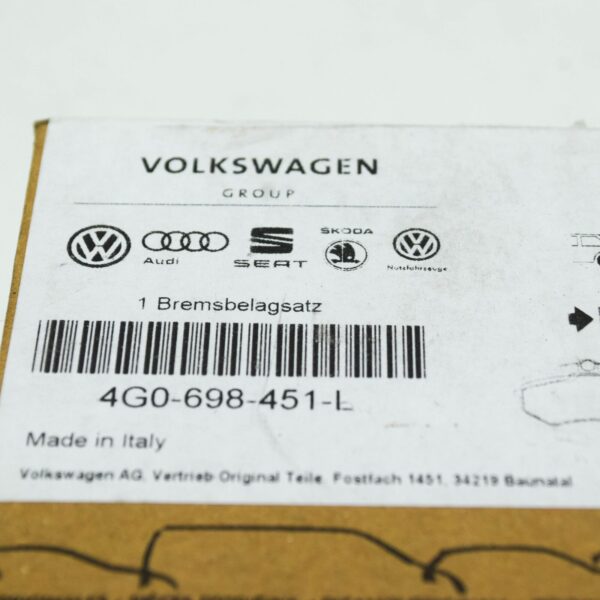 VOLKSWAGEN
GROUP
Audi SEAT ŠKODA Nutzfahrzeuge
1 Bremsbelagsatz
4G0-698-451-L
Made in Italy
Volkswagen AG, Vertrieb Original Teile, Postfach 1451, 34219 Baunatal